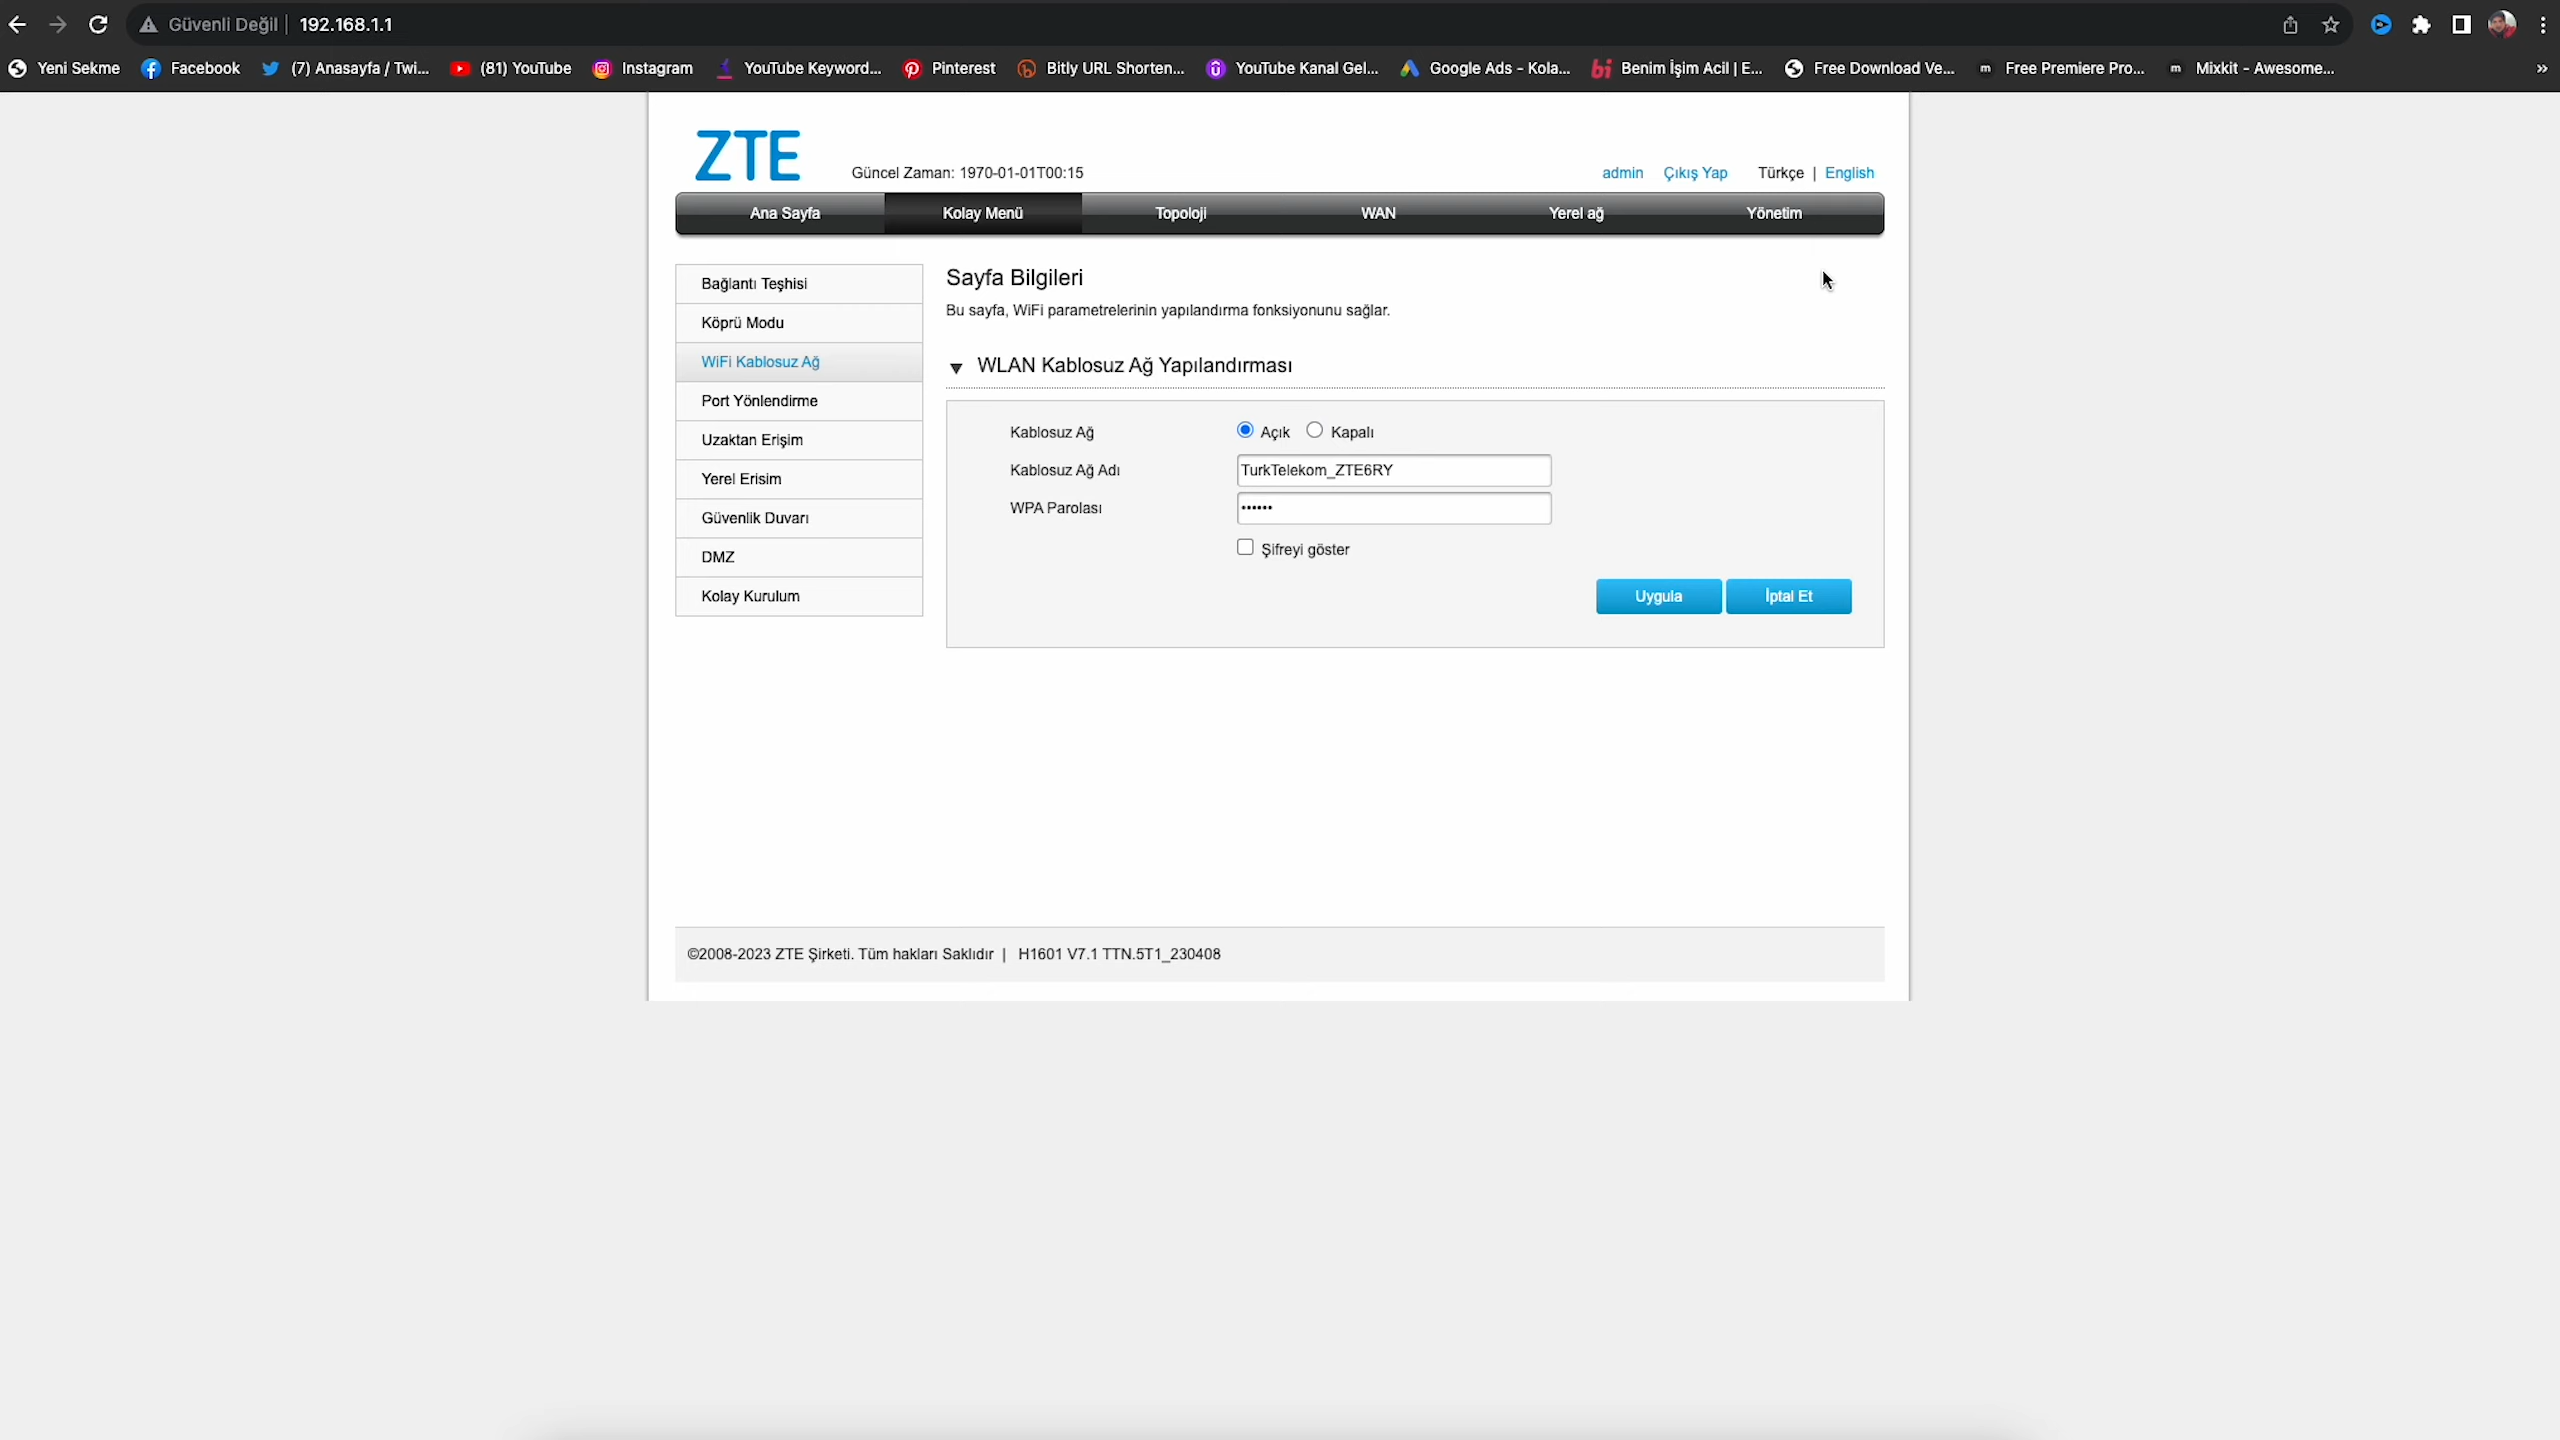 Güvenli Değil | 192.168.1.1
Yeni Sekme Facebook (7) Anasayfa / Twi... (81) YouTube Instagram YouTube Keyword... Pinterest Bitly URL Shorten... YouTube Kanal Gel... Google Ads - Kola... Benim İşim Acil | E... Free Download Ve... Free Premiere Pro... Mixkit - Awesome... »
ZTE
Güncel Zaman: 1970-01-01T00:15
admin Çıkış Yap Türkçe | English
Ana Sayfa Kolay Menü Topoloji WAN Yerel ağ Yönetim
Bağlantı Teşhisi
Köprü Modu
WiFi Kablosuz Ağ
Port Yönlendirme
Uzaktan Erişim
Yerel Erisim
Güvenlik Duvarı
DMZ
Kolay Kurulum
Sayfa Bilgileri
Bu sayfa, WiFi parametrelerinin yapılandırma fonksiyonunu sağlar.
WLAN Kablosuz Ağ Yapılandırması
Kablosuz Ağ Açık Kapalı
Kablosuz Ağ Adı TurkTelekom_ZTE6RY
WPA Parolası ••••••
Şifreyi göster
Uygula İptal Et
©2008-2023 ZTE Şirketi. Tüm hakları Saklıdır | H1601 V7.1 TTN.5T1_230408